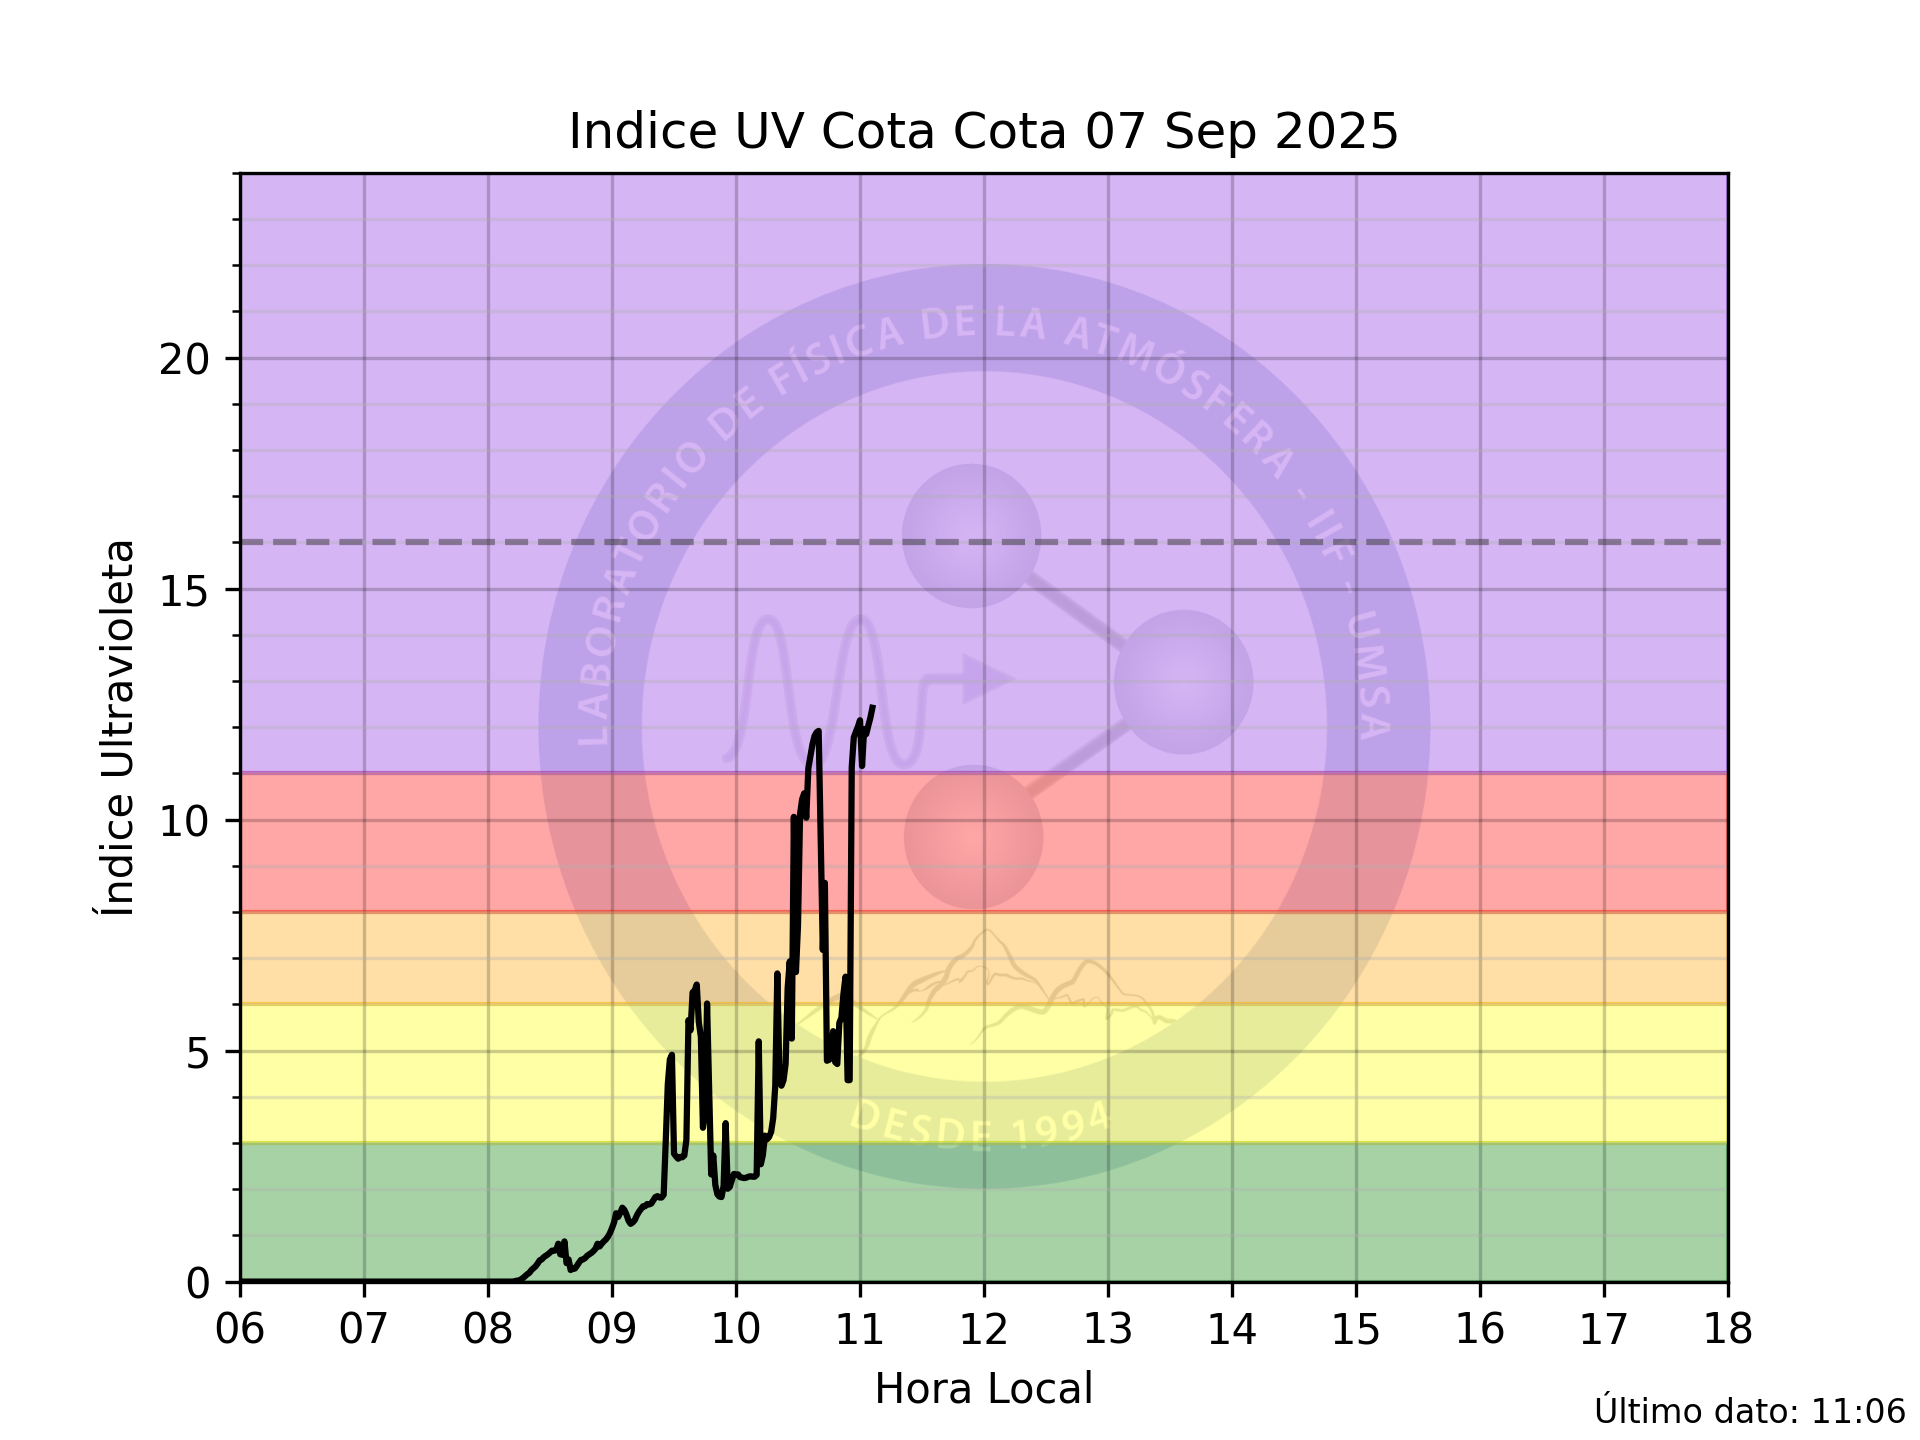 Indice UV Cota Cota 07 Sep 2025
LABORATORIO DE FÍSICA DE LA ATMÓSFERA - IIF - UMSA
DESDE 1994
Índice Ultravioleta
20
15
10
5
0
06 07 08 09 10 11 12 13 14 15 16 17 18
Hora Local
Último dato: 11:06